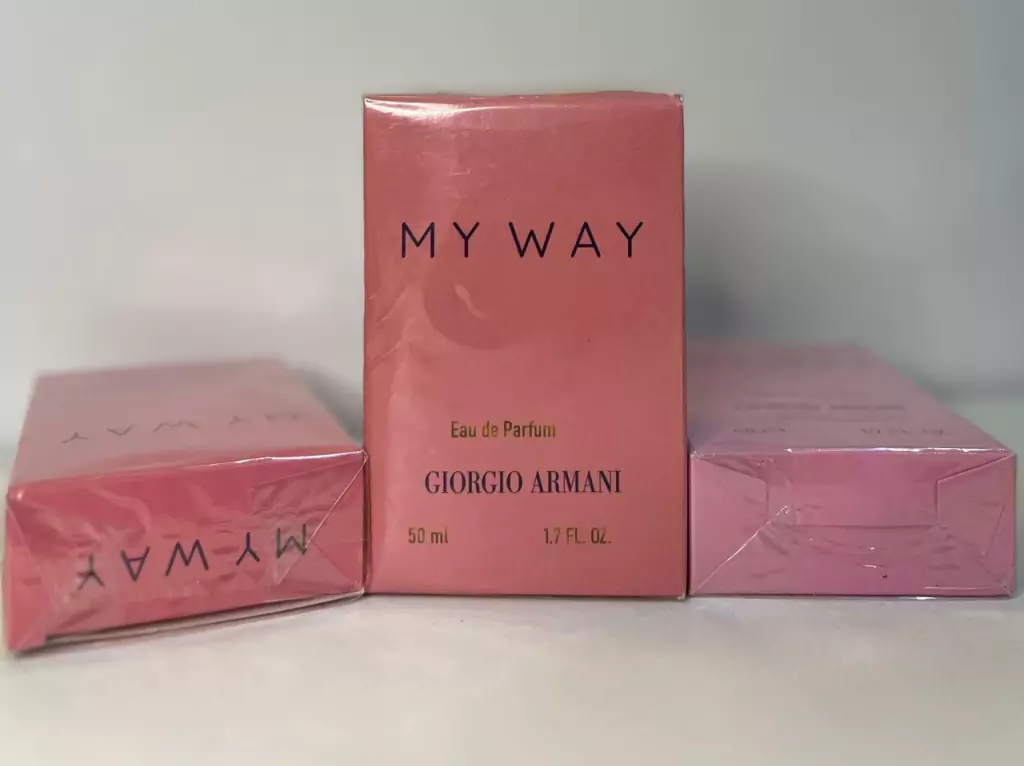 MY WAY
Eau de Parfum
GIORGIO ARMANI
50 ml 1.7 FL. OZ.
MY WAY
MY WAY